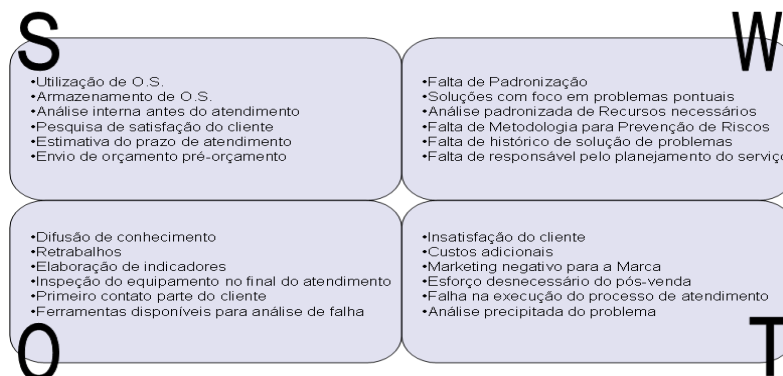 S
•Utilização de O.S.
•Armazenamento de O.S.
•Análise interna antes do atendimento
•Pesquisa de satisfação do cliente
•Estimativa do prazo de atendimento
•Envio de orçamento pré-orçamento
W
•Falta de Padronização
•Soluções com foco em problemas pontuais
•Análise padronizada de Recursos necessários
•Falta de Metodologia para Prevenção de Riscos
•Falta de histórico de solução de problemas
•Falta de responsável pelo planejamento do serviço
•Difusão de conhecimento
•Retrabalhos
•Elaboração de indicadores
•Inspeção do equipamento no final do atendimento
•Primeiro contato parte do cliente
•Ferramentas disponíveis para análise de falha
O
•Insatisfação do cliente
•Custos adicionais
•Marketing negativo para a Marca
•Esforço desnecessário do pós-venda
•Falha na execução do processo de atendimento
•Análise precipitada do problema
T